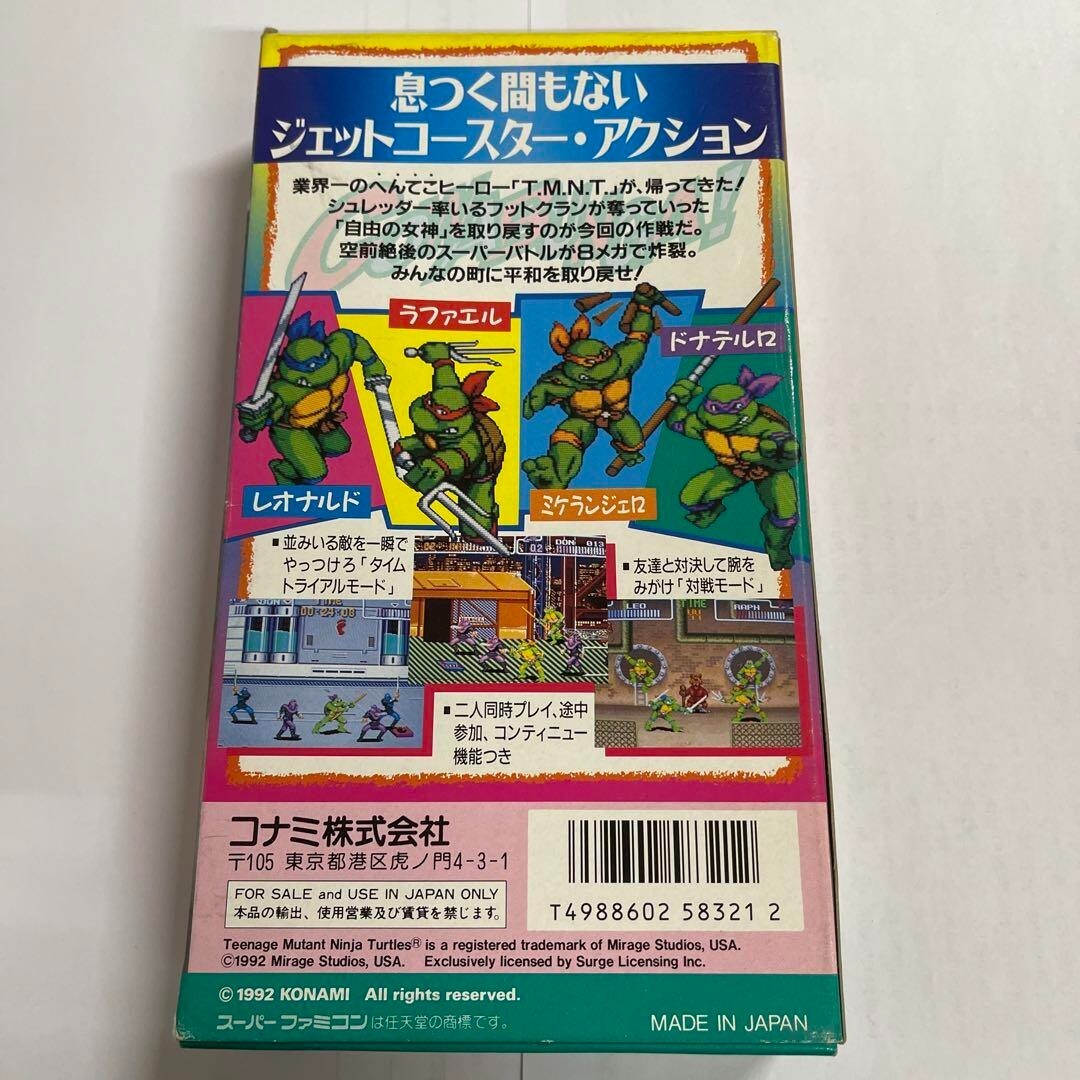 息つく間もない
ジェットコースター・アクション
業界一のへんてこヒーロー「T.M.N.T.」が、帰ってきた!
シュレッダー率いるフットクランが奪っていった
「自由の女神」を取り戻すのが今回の作戦だ。
空前絶後のスーパーバトルが8メガで炸裂。
みんなの町に平和を取り戻せ!
ラファエル
ドナテルロ
レオナルド
ミケランジェロ
■並みいる敵を一瞬で
やっつけろ「タイム
トライアルモード」
■友達と対決して腕を
みがけ「対戦モード」
02
DON
013
TIME
00:24:08
LEO
TIME
44
RAPH
■二人同時プレイ、途中
参加、コンティニュー
機能つき
コナミ株式会社
〒105 東京都港区虎ノ門4-3-1
FOR SALE and USE IN JAPAN ONLY
本品の輸出、使用営業及び賃貸を禁じます。
T4988602 58321 2
Teenage Mutant Ninja Turtles® is a registered trademark of Mirage Studios, USA.
©1992 Mirage Studios, USA. Exclusively licensed by Surge Licensing Inc.
©1992 KONAMI All rights reserved.
スーパーファミコンは任天堂の商標です。
MADE IN JAPAN